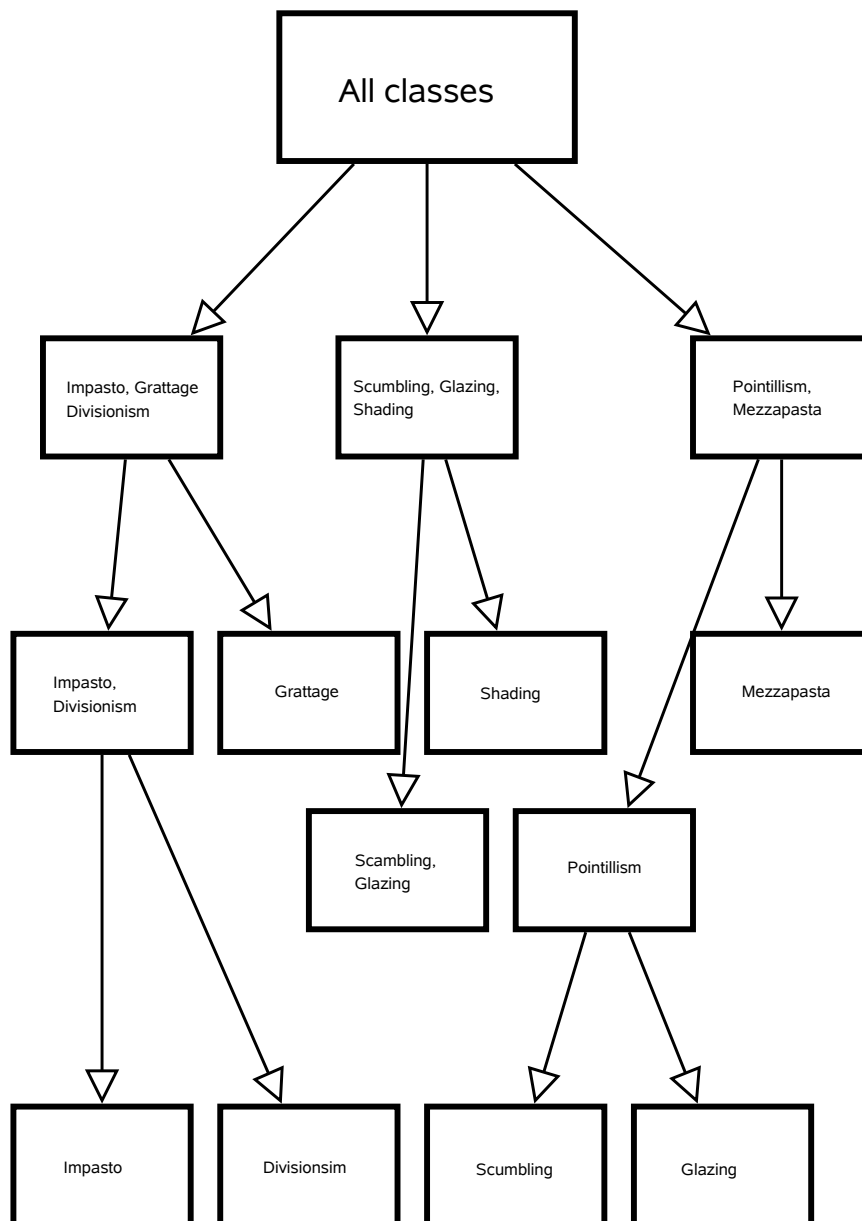 All classes
Impasto, Grattage
Divisionism
Scumbling, Glazing,
Shading
Pointillism,
Mezzapasta
Impasto,
Divisionism
Grattage
Shading
Mezzapasta
Scambling,
Glazing
Pointillism
Impasto
Divisionsim
Scumbling
Glazing